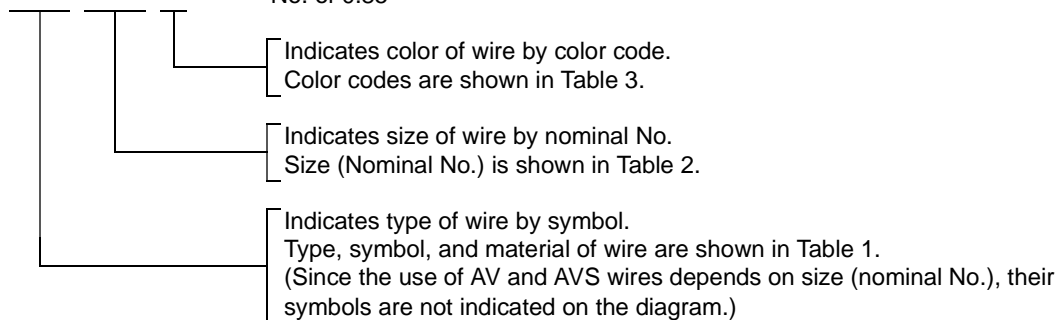 No. of
Indicates color of wire by color code.
Color codes are shown in Table 3.
Indicates size of wire by nominal No.
Size (Nominal No.) is shown in Table 2.
Indicates type of wire by symbol.
Type, symbol, and material of wire are shown in Table 1.
(Since the use of AV and AVS wires depends on size (nominal No.), their
symbols are not indicated on the diagram.)